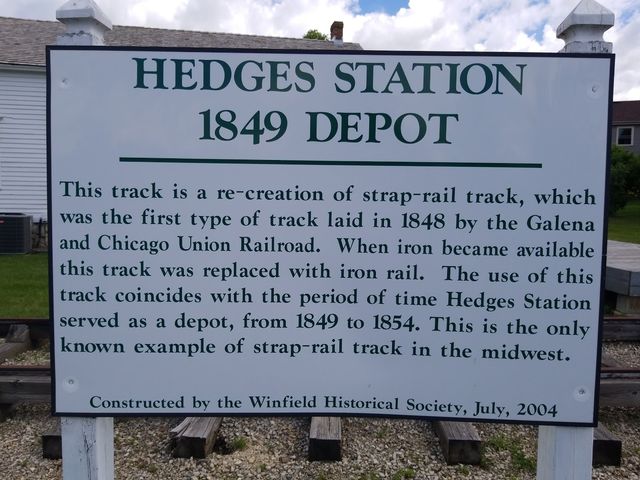 HEDGES STATION
1849 DEPOT
This track is a re-creation of strap-rail track, which
was the first type of track laid in 1848 by the Galena
and Chicago Union Railroad. When iron became available
this track was replaced with iron rail. The use of this
track coincides with the period of time Hedges Station
served as a depot, from 1849 to 1854. This is the only
known example of strap-rail track in the midwest.
Constructed by the Winfield Historical Society, July, 2004